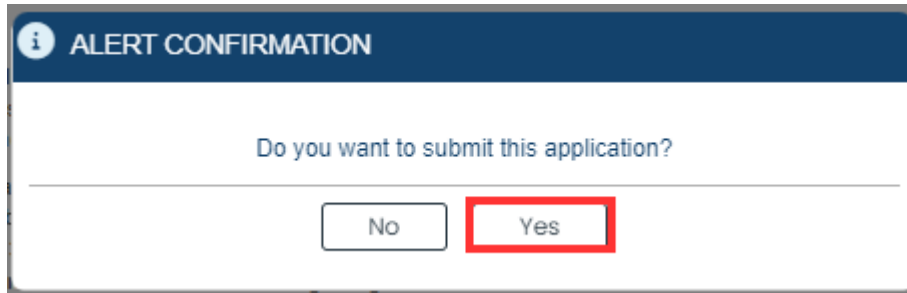 ALERT CONFIRMATION
Do you want to submit this application?
No Yes